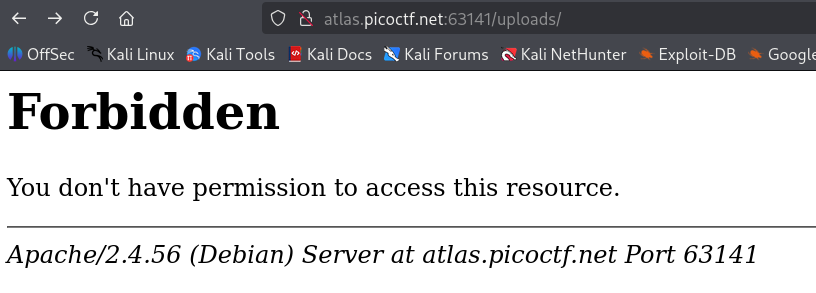 atlas.picoctf.net:63141/uploads/
OffSec Kali Linux Kali Tools Kali Docs Kali Forums Kali NetHunter Exploit-DB Google
Forbidden
You don't have permission to access this resource.
Apache/2.4.56 (Debian) Server at atlas.picoctf.net Port 63141